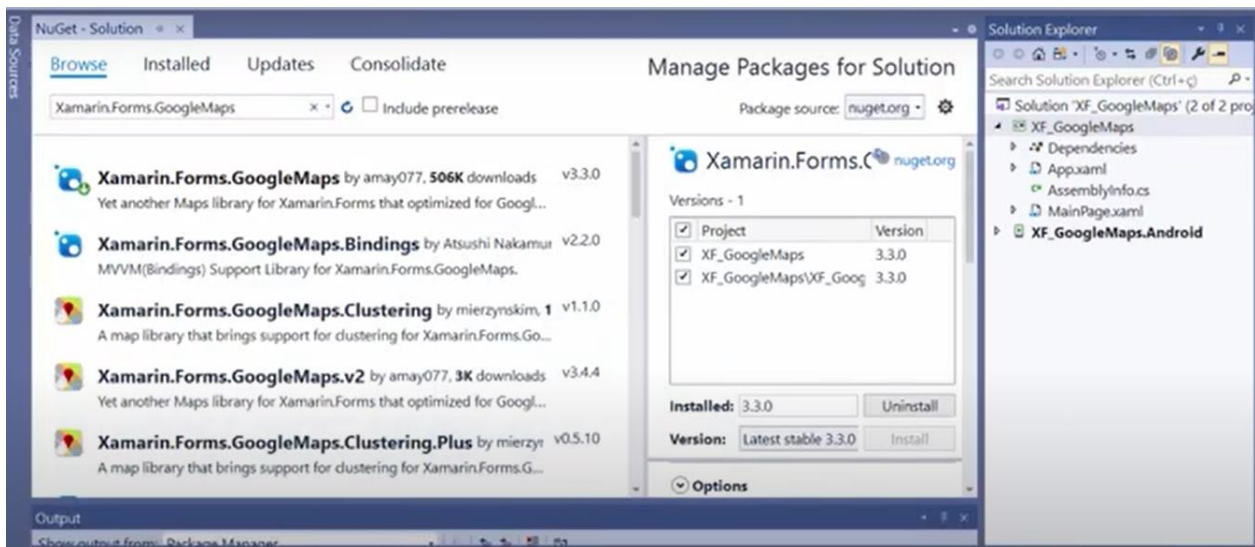 Data Sources
NuGet - Solution
Browse Installed Updates Consolidate
Manage Packages for Solution
Xamarin.Forms.GoogleMaps
Include prerelease
Package source: nuget.org
Xamarin.Forms.GoogleMaps by amay077, 506K downloads v3.3.0
Yet another Maps library for Xamarin.Forms that optimized for Googl...
Xamarin.Forms.GoogleMaps.Bindings by Atsushi Nakamur v2.2.0
MVVM(Bindings) Support Library for Xamarin.Forms.GoogleMaps.
Xamarin.Forms.GoogleMaps.Clustering by mierzynskim, 1 v1.1.0
A map library that brings support for clustering for Xamarin.Forms.Go...
Xamarin.Forms.GoogleMaps.v2 by amay077, 3K downloads v3.4.4
Yet another Maps library for Xamarin.Forms that optimized for Googl...
Xamarin.Forms.GoogleMaps.Clustering.Plus by mierzyr v0.5.10
A map library that brings support for clustering for Xamarin.Forms.G...
Xamarin.Forms.G nuget.org
Versions - 1
Project Version
XF_GoogleMaps 3.3.0
XF_GoogleMaps\XF_Goog 3.3.0
Installed: 3.3.0 Uninstall
Version: Latest stable 3.3.0 Install
Options
Solution Explorer
Search Solution Explorer (Ctrl+ç)
Solution 'XF_GoogleMaps' (2 of 2 proj
XF_GoogleMaps
Dependencies
App.xaml
AssemblyInfo.cs
MainPage.xaml
XF_GoogleMaps.Android
Output
Show output from: Package Manager